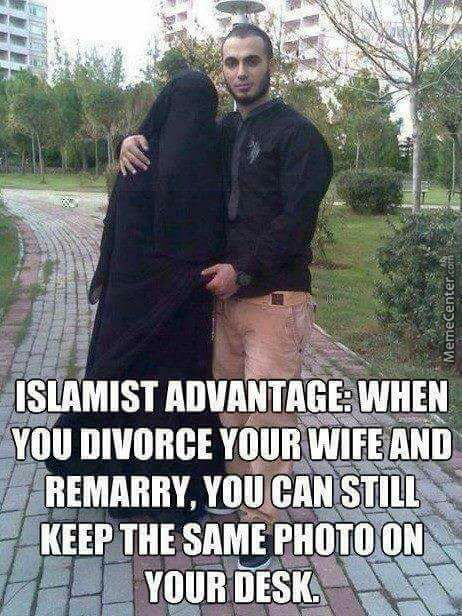 MemeCenter.com
ISLAMIST ADVANTAGE: WHEN
YOU DIVORCE YOUR WIFE AND
REMARRY, YOU CAN STILL
KEEP THE SAME PHOTO ON
YOUR DESK.